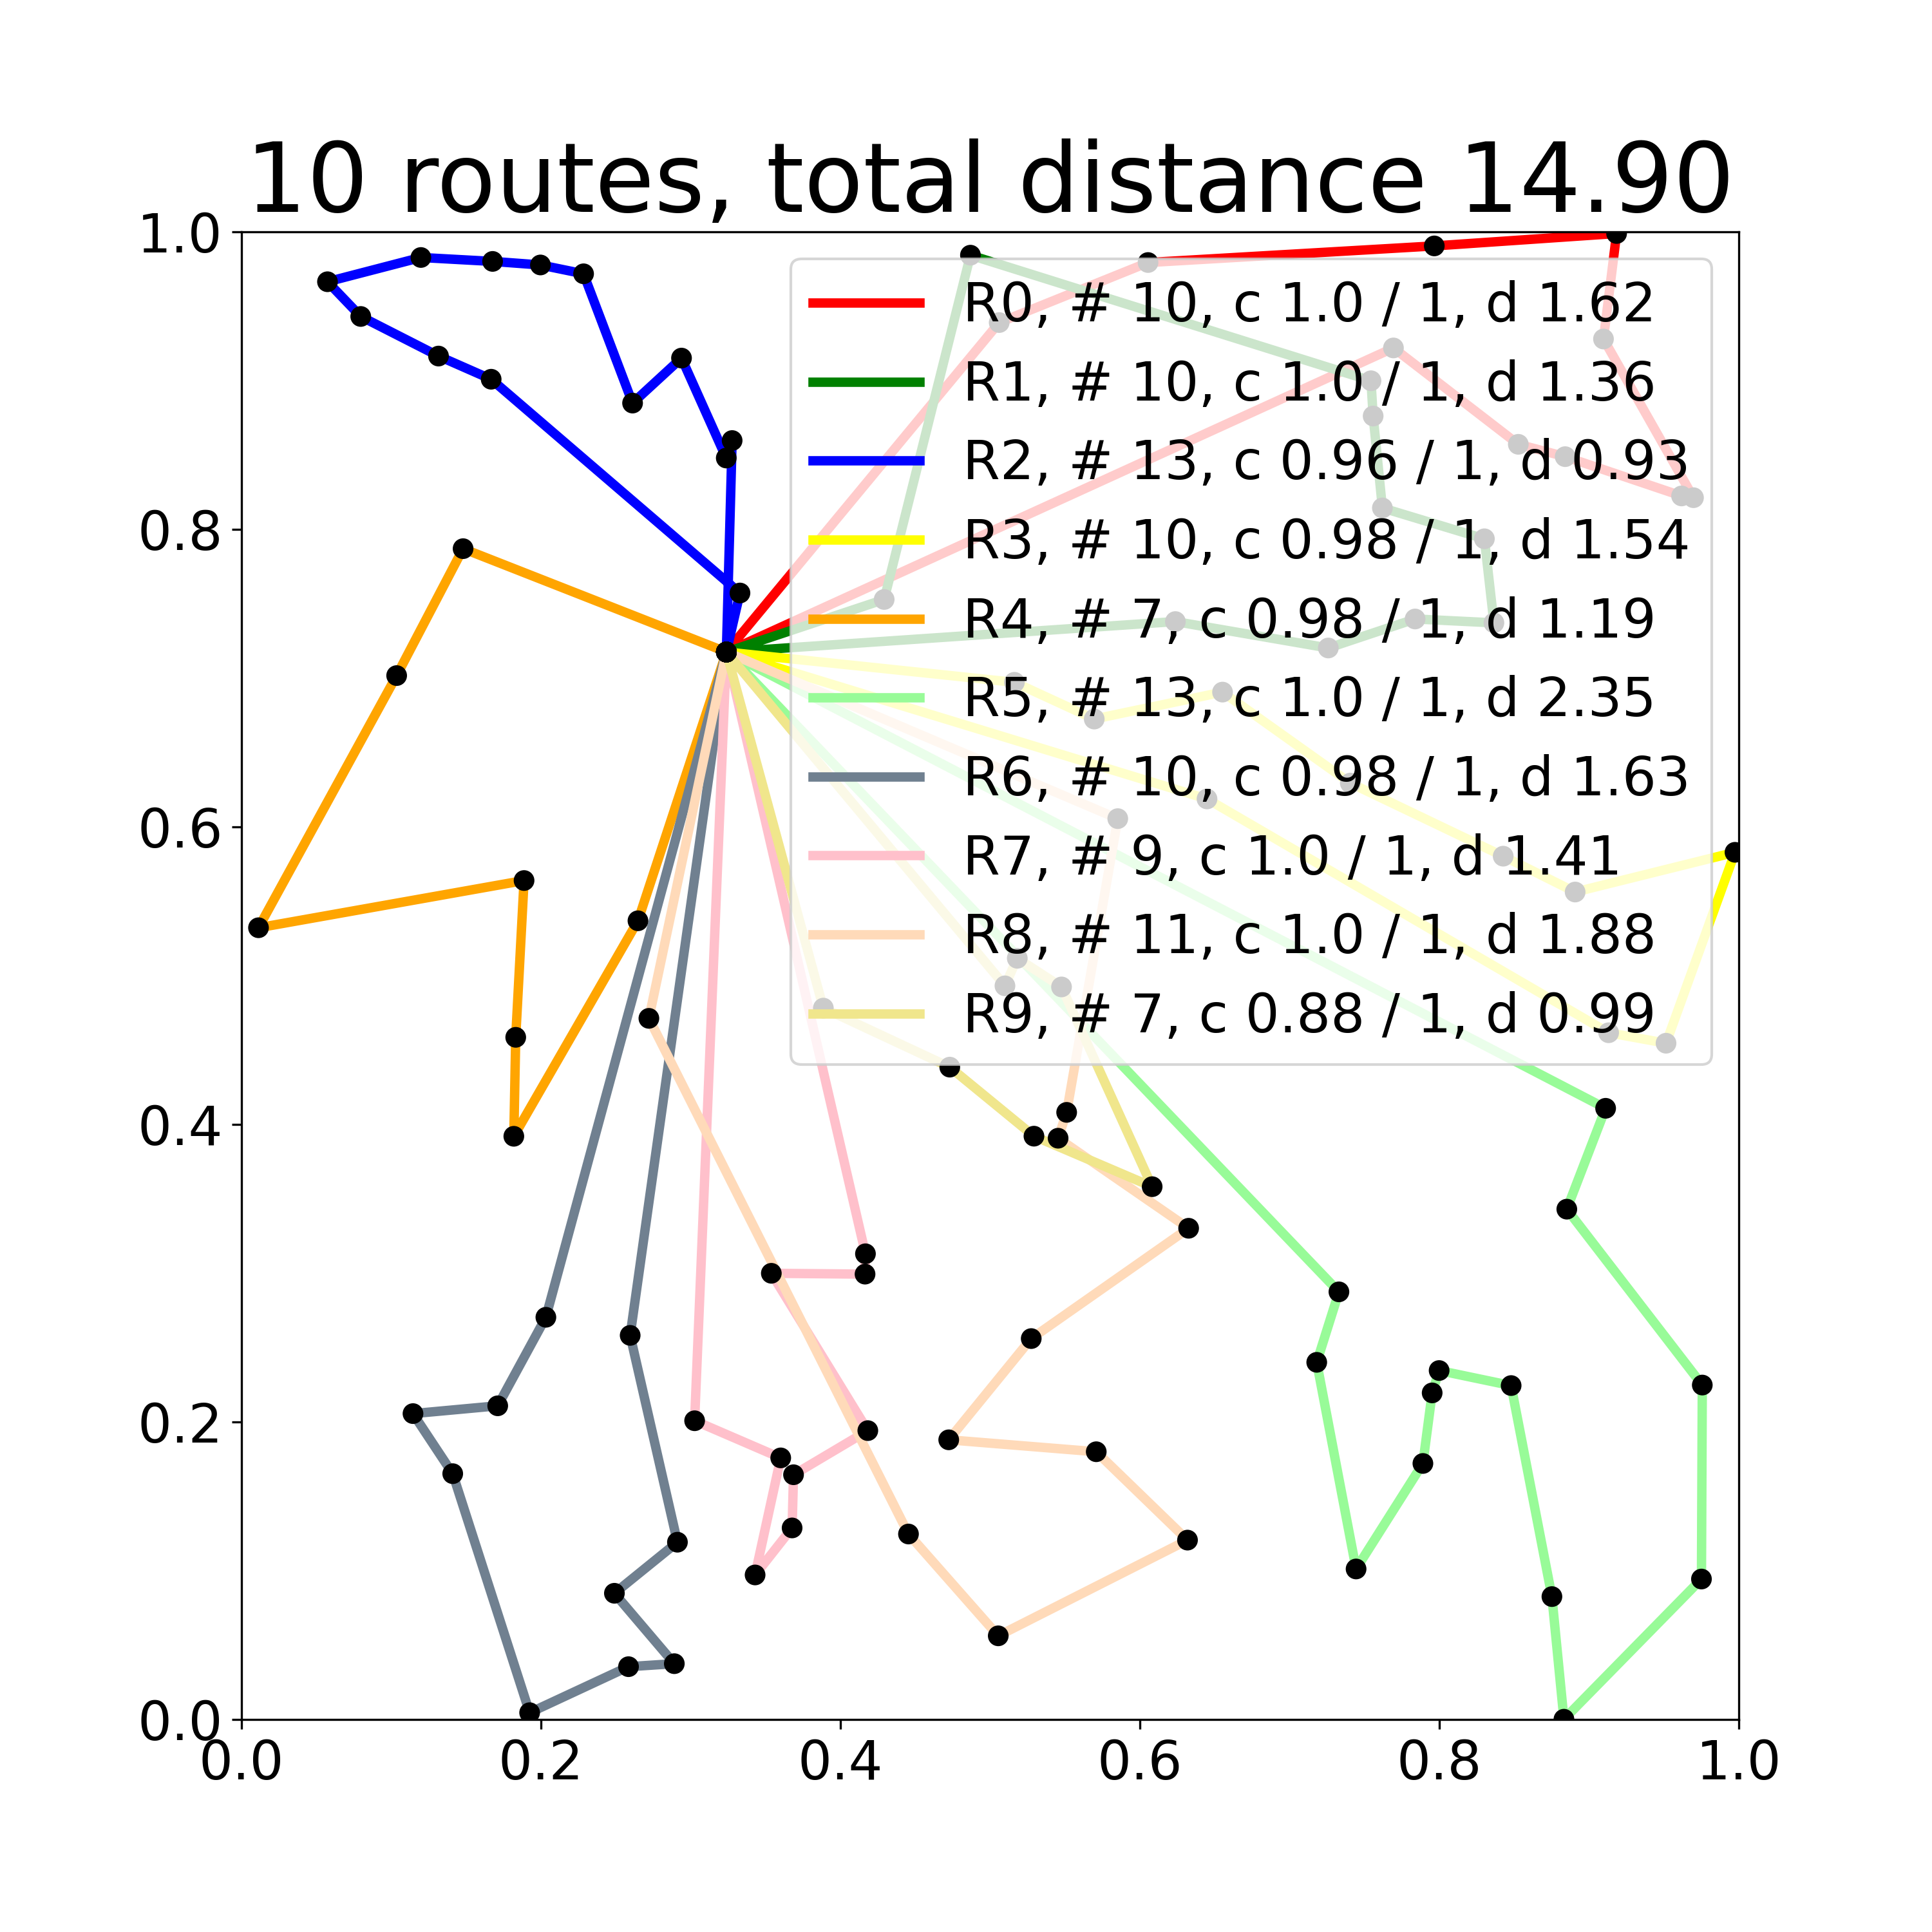 10 routes, total distance 14.90
1.0
0.8
0.6
0.4
0.2
0.0
R0, # 10, c 1.0 / 1, d 1.62
R1, # 10, c 1.0 / 1, d 1.36
R2, # 13, c 0.96 / 1, d 0.93
R3, # 10, c 0.98 / 1, d 1.54
R4, # 7, c 0.98 / 1, d 1.19
R5, # 13, c 1.0 / 1, d 2.35
R6, # 10, c 0.98 / 1, d 1.63
R7, # 9, c 1.0 / 1, d 1.41
R8, # 11, c 1.0 / 1, d 1.88
R9, # 7, c 0.88 / 1, d 0.99
0.0 0.2 0.4 0.6 0.8 1.0